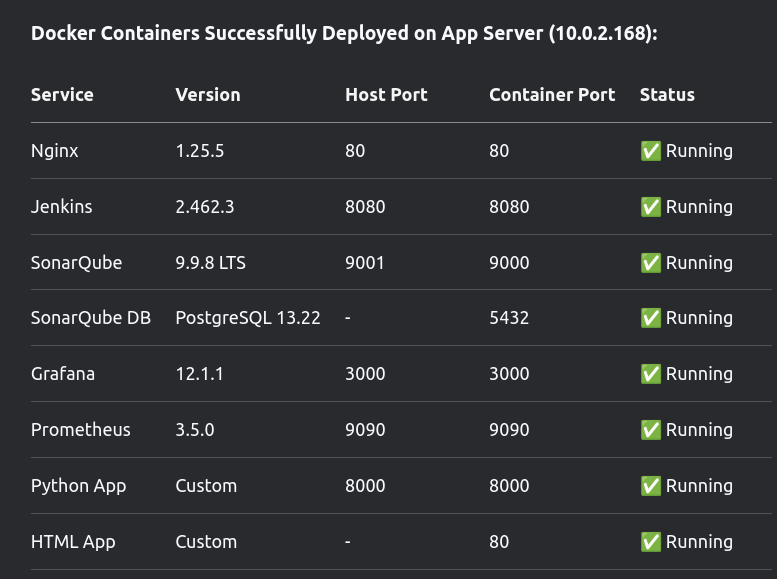 Docker Containers Successfully Deployed on App Server (10.0.2.168):
Service Version Host Port Container Port Status
Nginx 1.25.5 80 80 ✅ Running
Jenkins 2.462.3 8080 8080 ✅ Running
SonarQube 9.9.8 LTS 9001 9000 ✅ Running
SonarQube DB PostgreSQL 13.22 - 5432 ✅ Running
Grafana 12.1.1 3000 3000 ✅ Running
Prometheus 3.5.0 9090 9090 ✅ Running
Python App Custom 8000 8000 ✅ Running
HTML App Custom - 80 ✅ Running